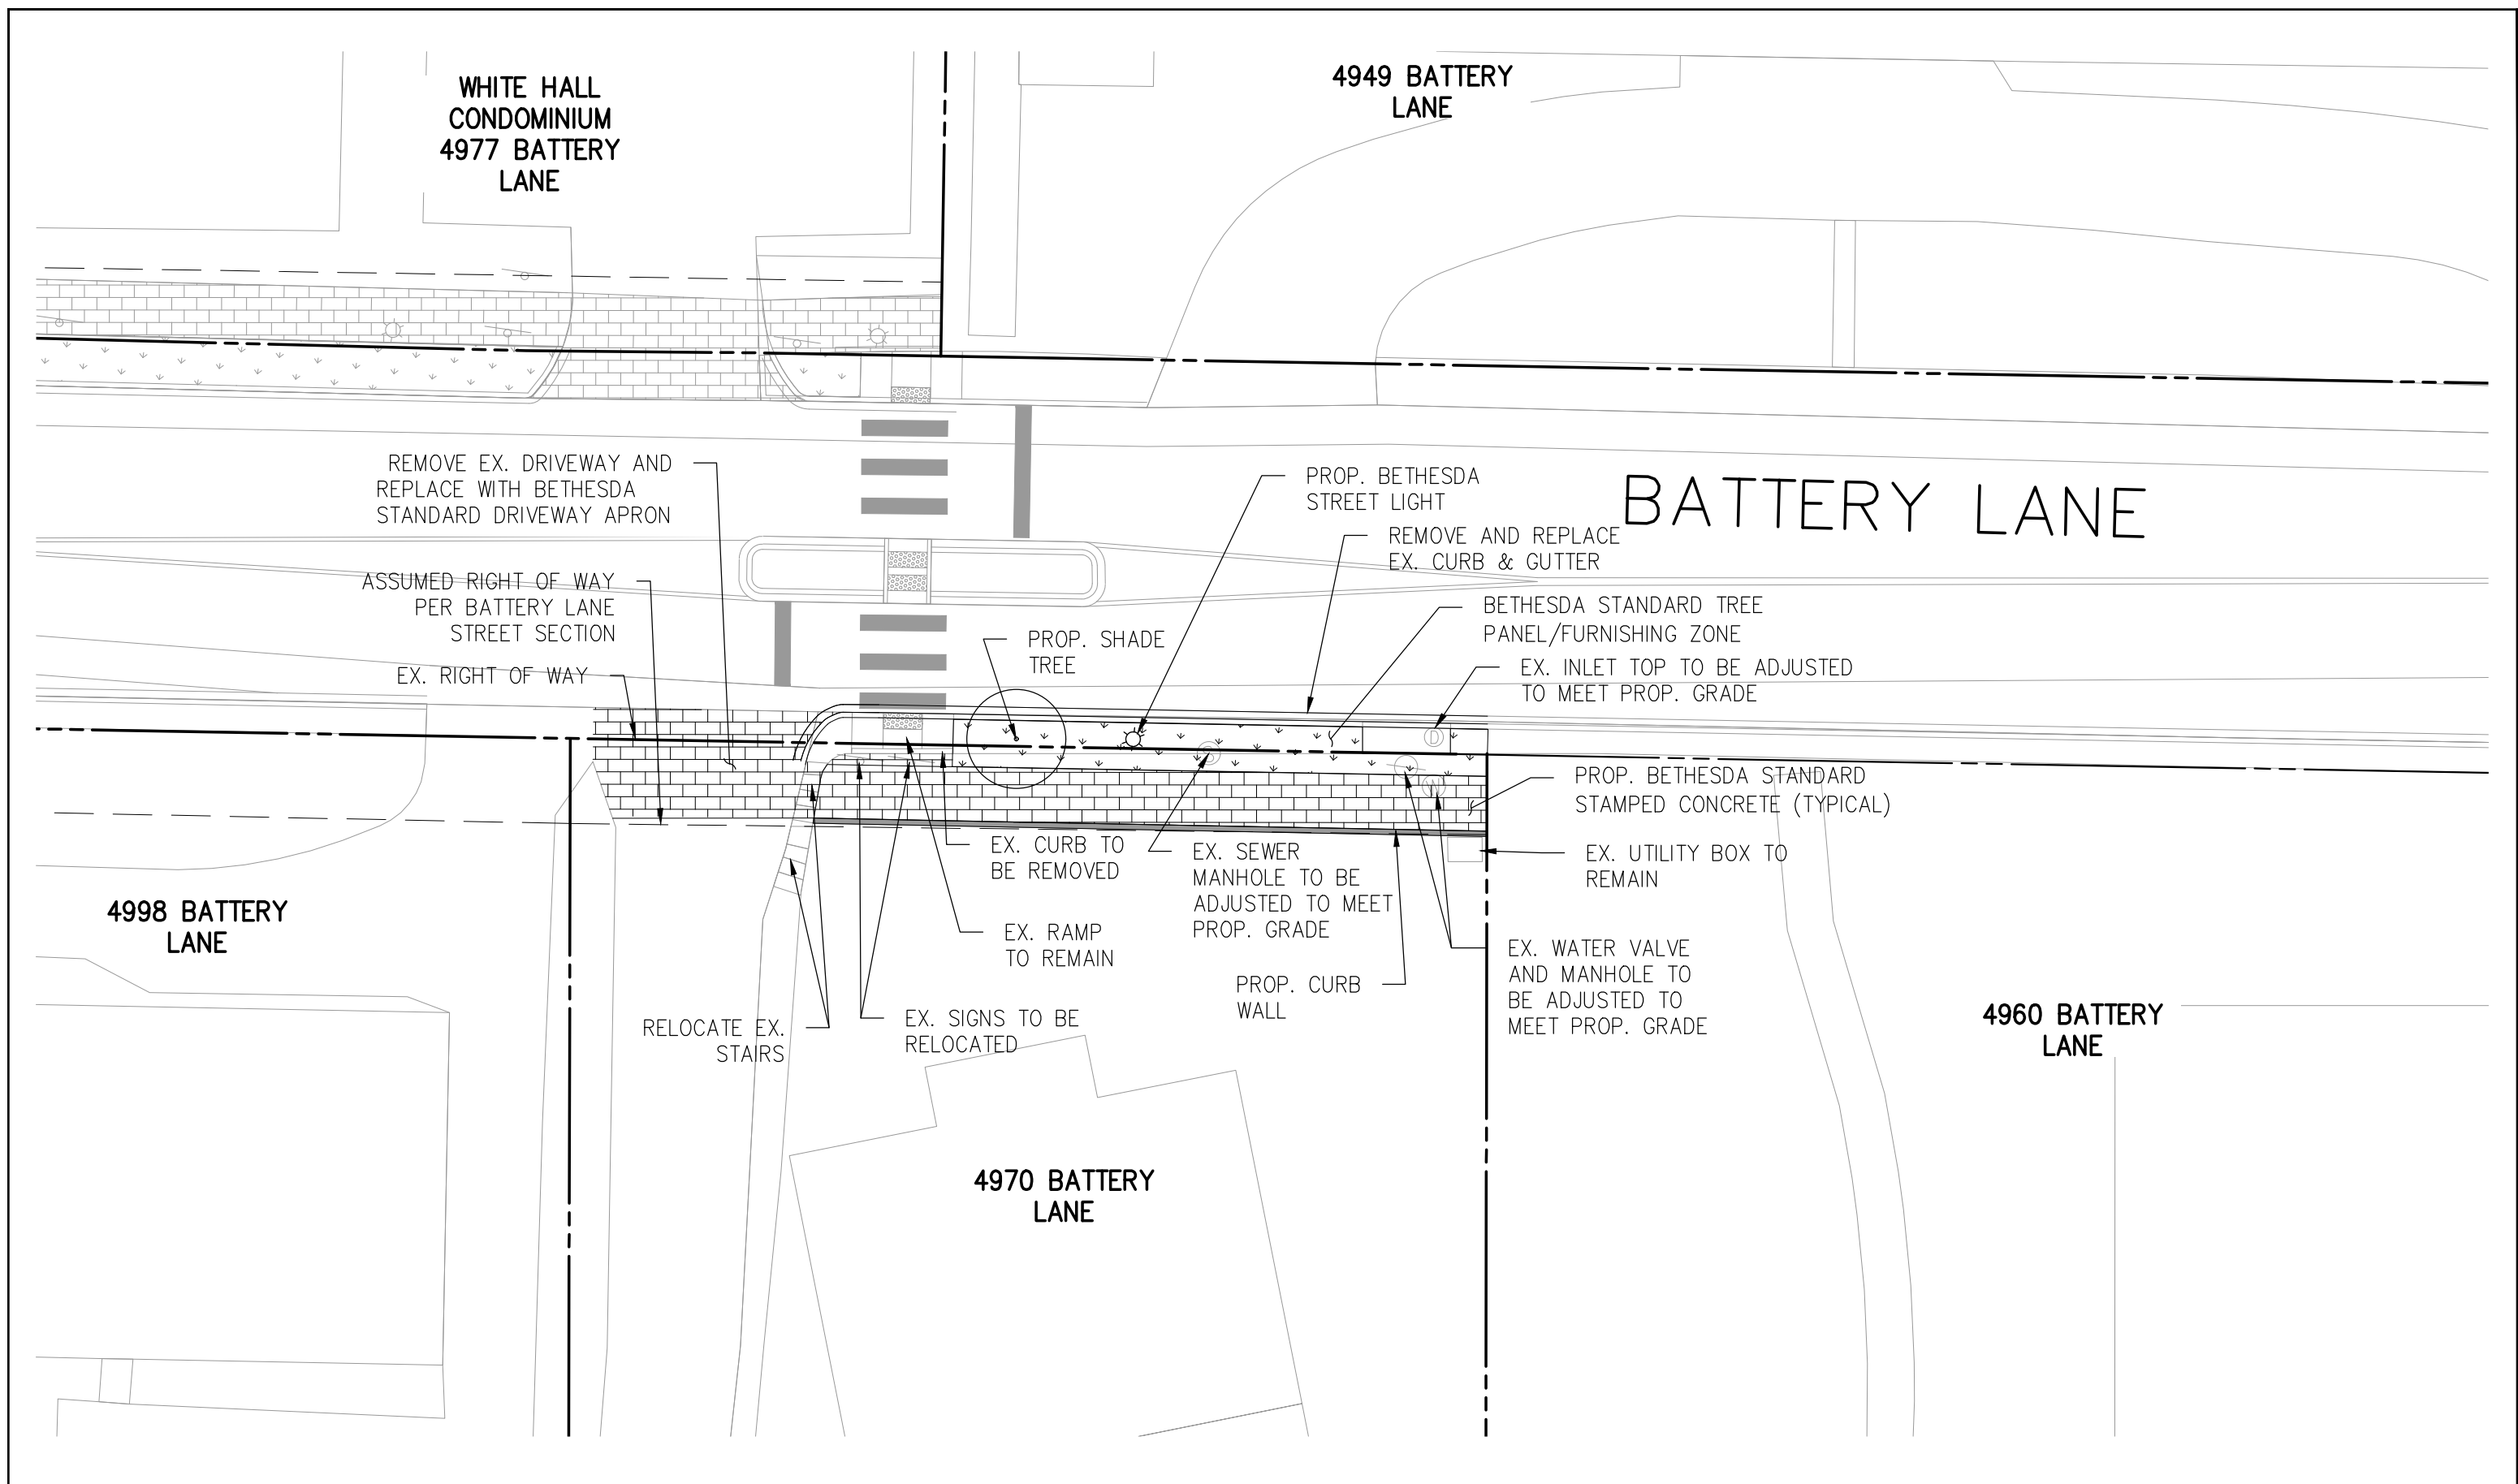 WHITE HALL
CONDOMINIUM
4977 BATTERY
LANE
4949 BATTERY
LANE
REMOVE EX. DRIVEWAY AND
REPLACE WITH BETHESDA
STANDARD DRIVEWAY APRON
PROP. BETHESDA
STREET LIGHT
BATTERY LANE
REMOVE AND REPLACE
EX. CURB & GUTTER
ASSUMED RIGHT OF WAY
PER BATTERY LANE
STREET SECTION
BETHESDA STANDARD TREE
PANEL/FURNISHING ZONE
PROP. SHADE
TREE
EX. RIGHT OF WAY
EX. INLET TOP TO BE ADJUSTED
TO MEET PROP. GRADE
D
S
W
PROP. BETHESDA STANDARD
STAMPED CONCRETE (TYPICAL)
EX. CURB TO
BE REMOVED
EX. SEWER
MANHOLE TO BE
ADJUSTED TO MEET
PROP. GRADE
EX. UTILITY BOX TO
REMAIN
4998 BATTERY
LANE
EX. RAMP
TO REMAIN
EX. WATER VALVE
AND MANHOLE TO
BE ADJUSTED TO
MEET PROP. GRADE
PROP. CURB
WALL
RELOCATE EX.
STAIRS
EX. SIGNS TO BE
RELOCATED
4960 BATTERY
LANE
4970 BATTERY
LANE